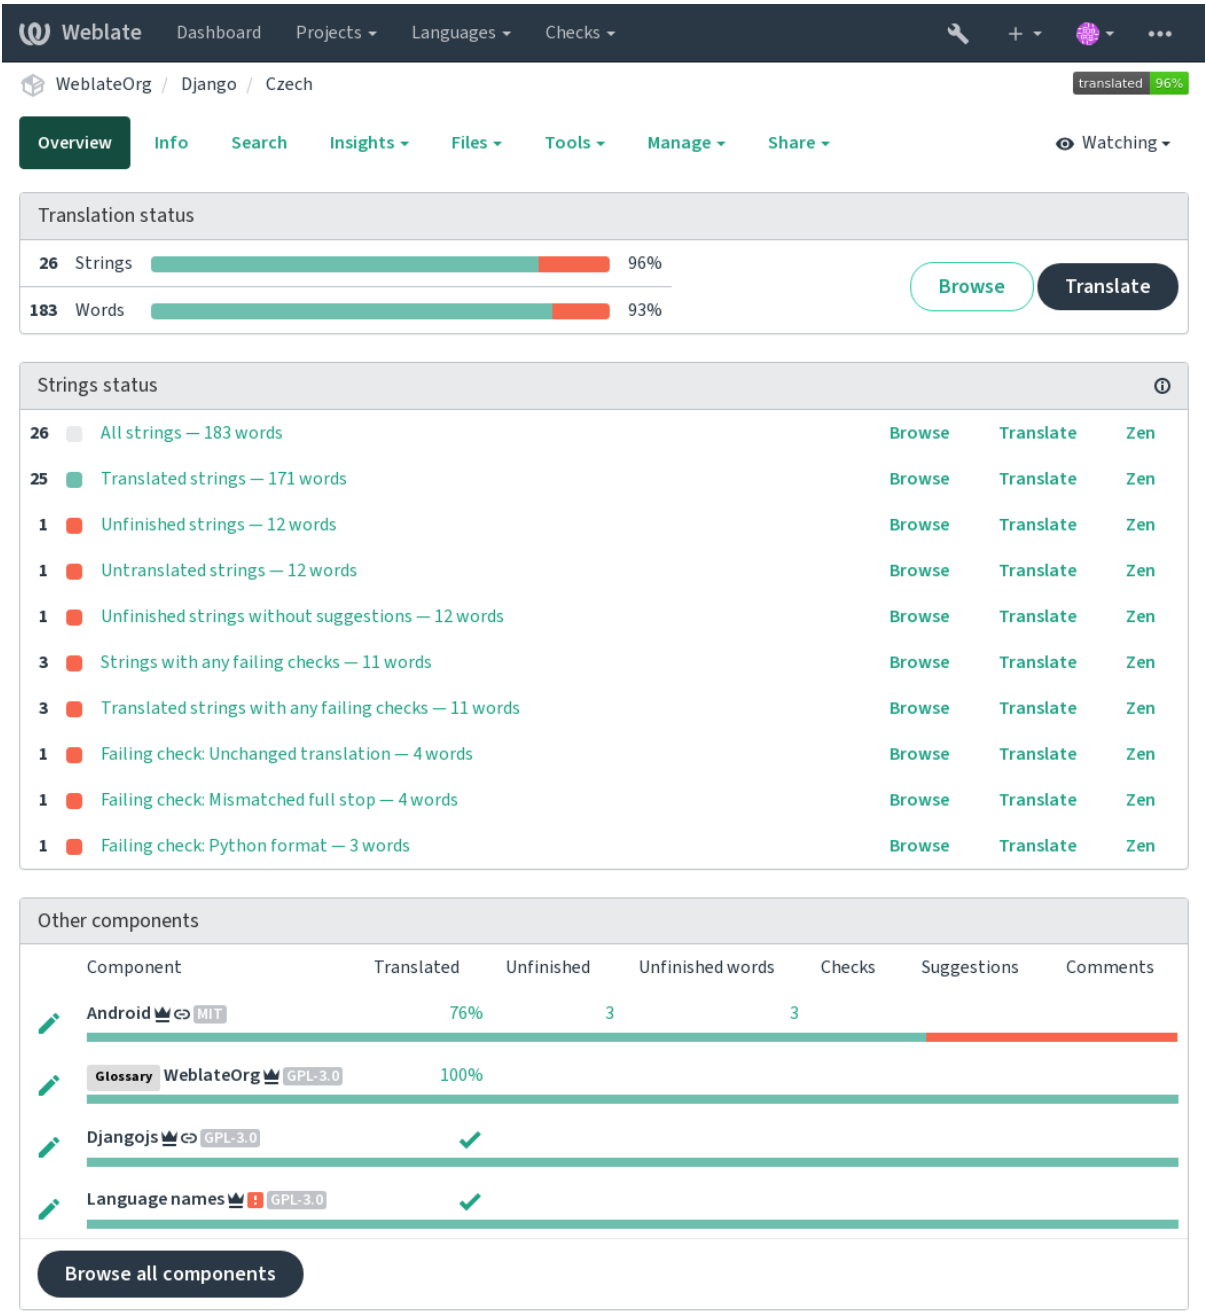 Weblate Dashboard Projects Languages Checks
WeblateOrg / Django / Czech translated 96%
Overview Info Search Insights Files Tools Manage Share Watching
Translation status
26 Strings 96%
Browse Translate
183 Words 93%
Strings status
26 All strings — 183 words Browse Translate Zen
25 Translated strings — 171 words Browse Translate Zen
1 Unfinished strings — 12 words Browse Translate Zen
1 Untranslated strings — 12 words Browse Translate Zen
1 Unfinished strings without suggestions — 12 words Browse Translate Zen
3 Strings with any failing checks — 11 words Browse Translate Zen
3 Translated strings with any failing checks — 11 words Browse Translate Zen
1 Failing check: Unchanged translation — 4 words Browse Translate Zen
1 Failing check: Mismatched full stop — 4 words Browse Translate Zen
1 Failing check: Python format — 3 words Browse Translate Zen
Other components
Component Translated Unfinished Unfinished words Checks Suggestions Comments
Android MIT 76% 3 3
Glossary WeblateOrg GPL-3.0 100%
Djangojs GPL-3.0
Language names ! GPL-3.0
Browse all components